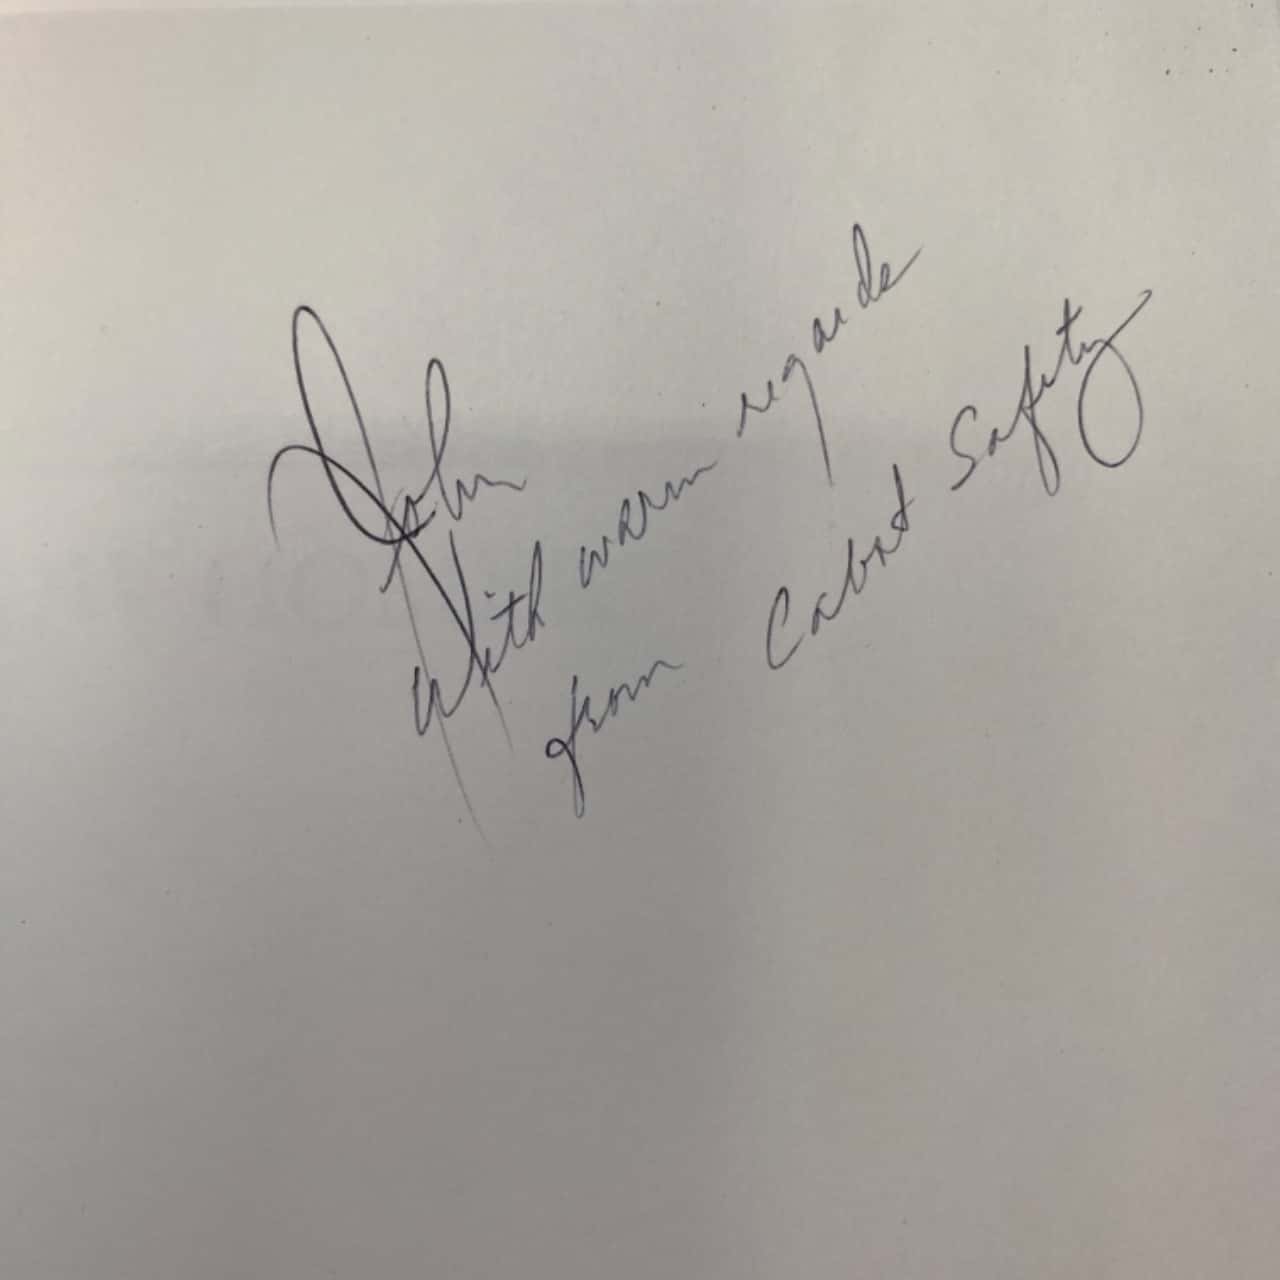 John
With warm regards
from Cabot Safety